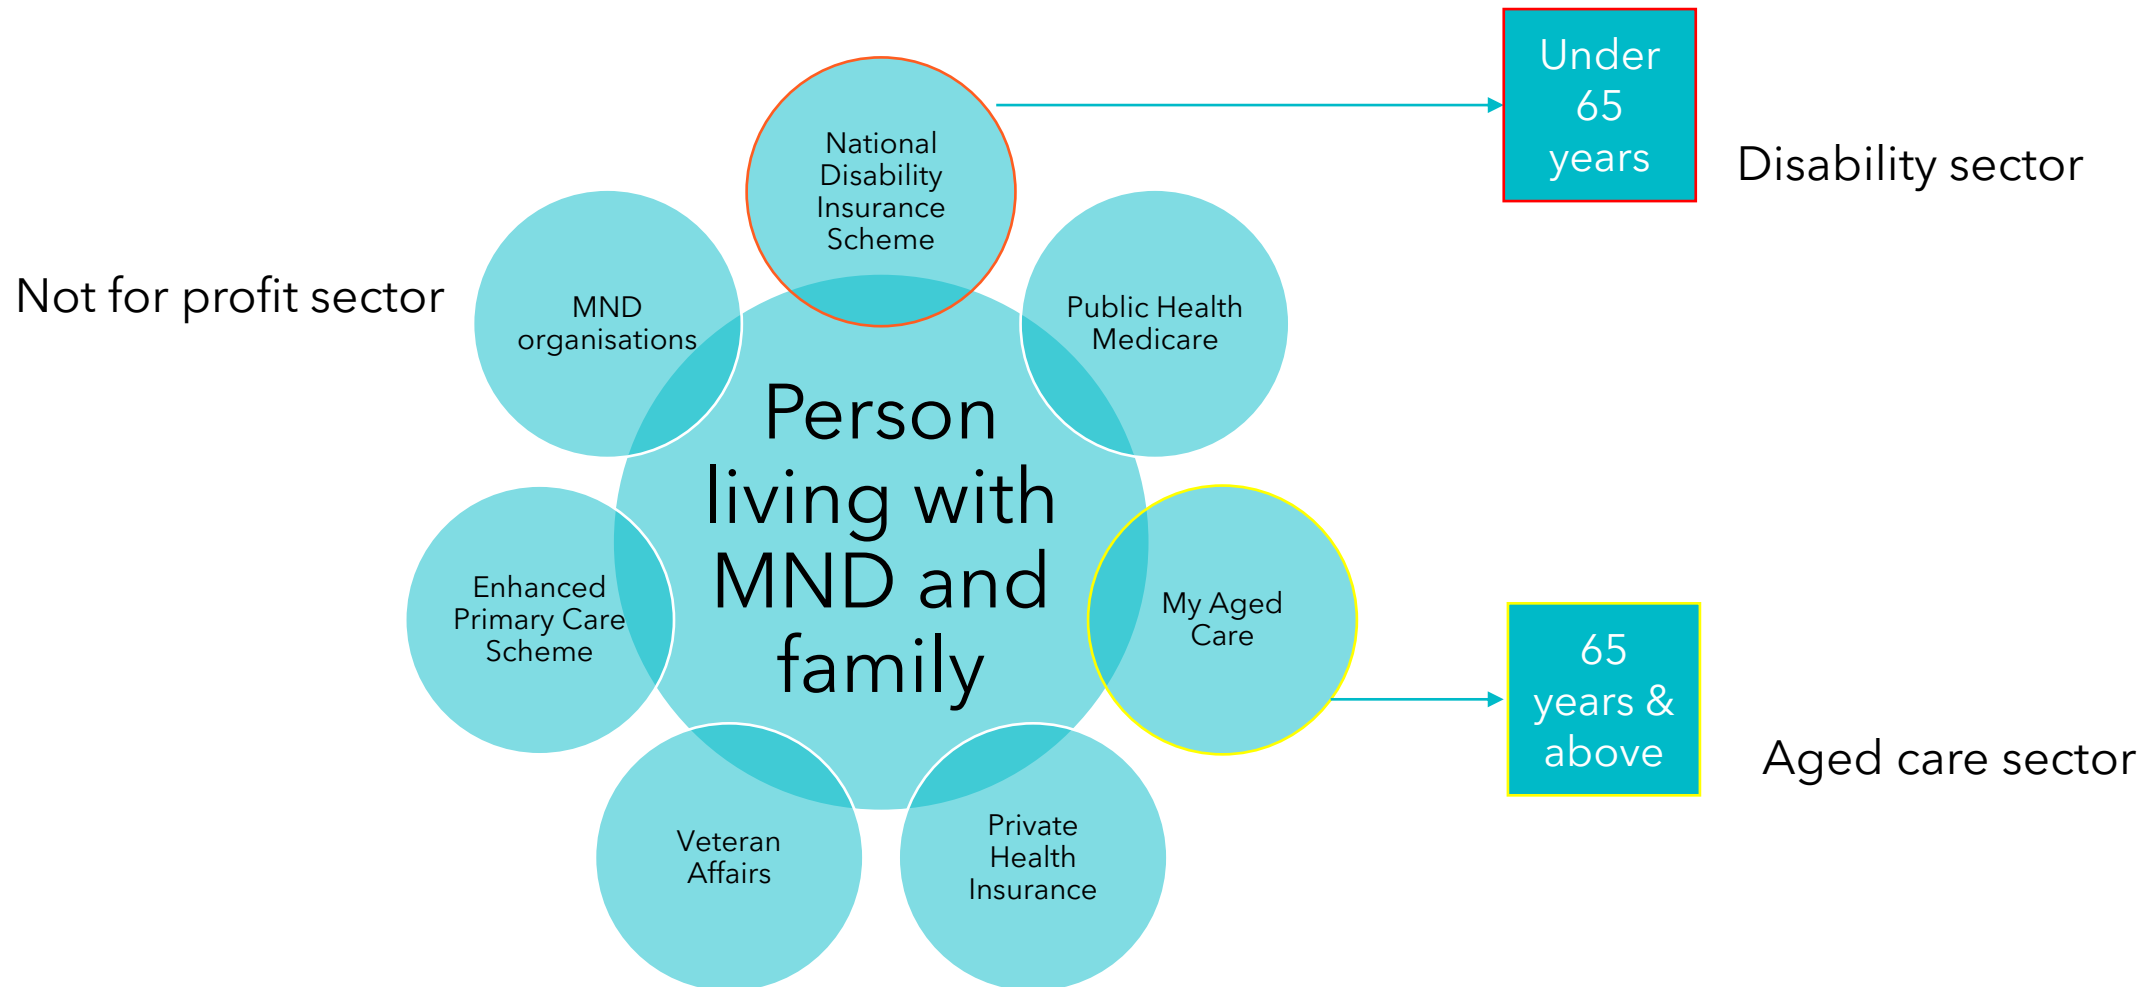 Under
65
years
Disability sector
National
Disability
Insurance
Scheme
Not for profit sector
MND
organisations
Public Health
Medicare
Person
living with
MND and
family
Enhanced
Primary Care
Scheme
My Aged
Care
65
years &
above
Aged care sector
Veteran
Affairs
Private
Health
Insurance